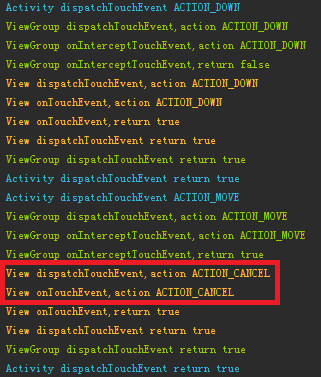 Activity dispatchTouchEvent ACTION_DOWN
ViewGroup dispatchTouchEvent, action ACTION_DOWN
ViewGroup onInterceptTouchEvent, action ACTION_DOWN
ViewGroup onInterceptTouchEvent, return false
View dispatchTouchEvent, action ACTION_DOWN
View onTouchEvent, action ACTION_DOWN
View onTouchEvent, return true
View dispatchTouchEvent return true
ViewGroup dispatchTouchEvent return true
Activity dispatchTouchEvent return true
Activity dispatchTouchEvent ACTION_MOVE
ViewGroup dispatchTouchEvent, action ACTION_MOVE
ViewGroup onInterceptTouchEvent, action ACTION_MOVE
ViewGroup onInterceptTouchEvent return true
View dispatchTouchEvent, action ACTION_CANCEL
View onTouchEvent, action ACTION_CANCEL
View onTouchEvent, return true
View dispatchTouchEvent return true
ViewGroup dispatchTouchEvent return true
Activity dispatchTouchEvent return true